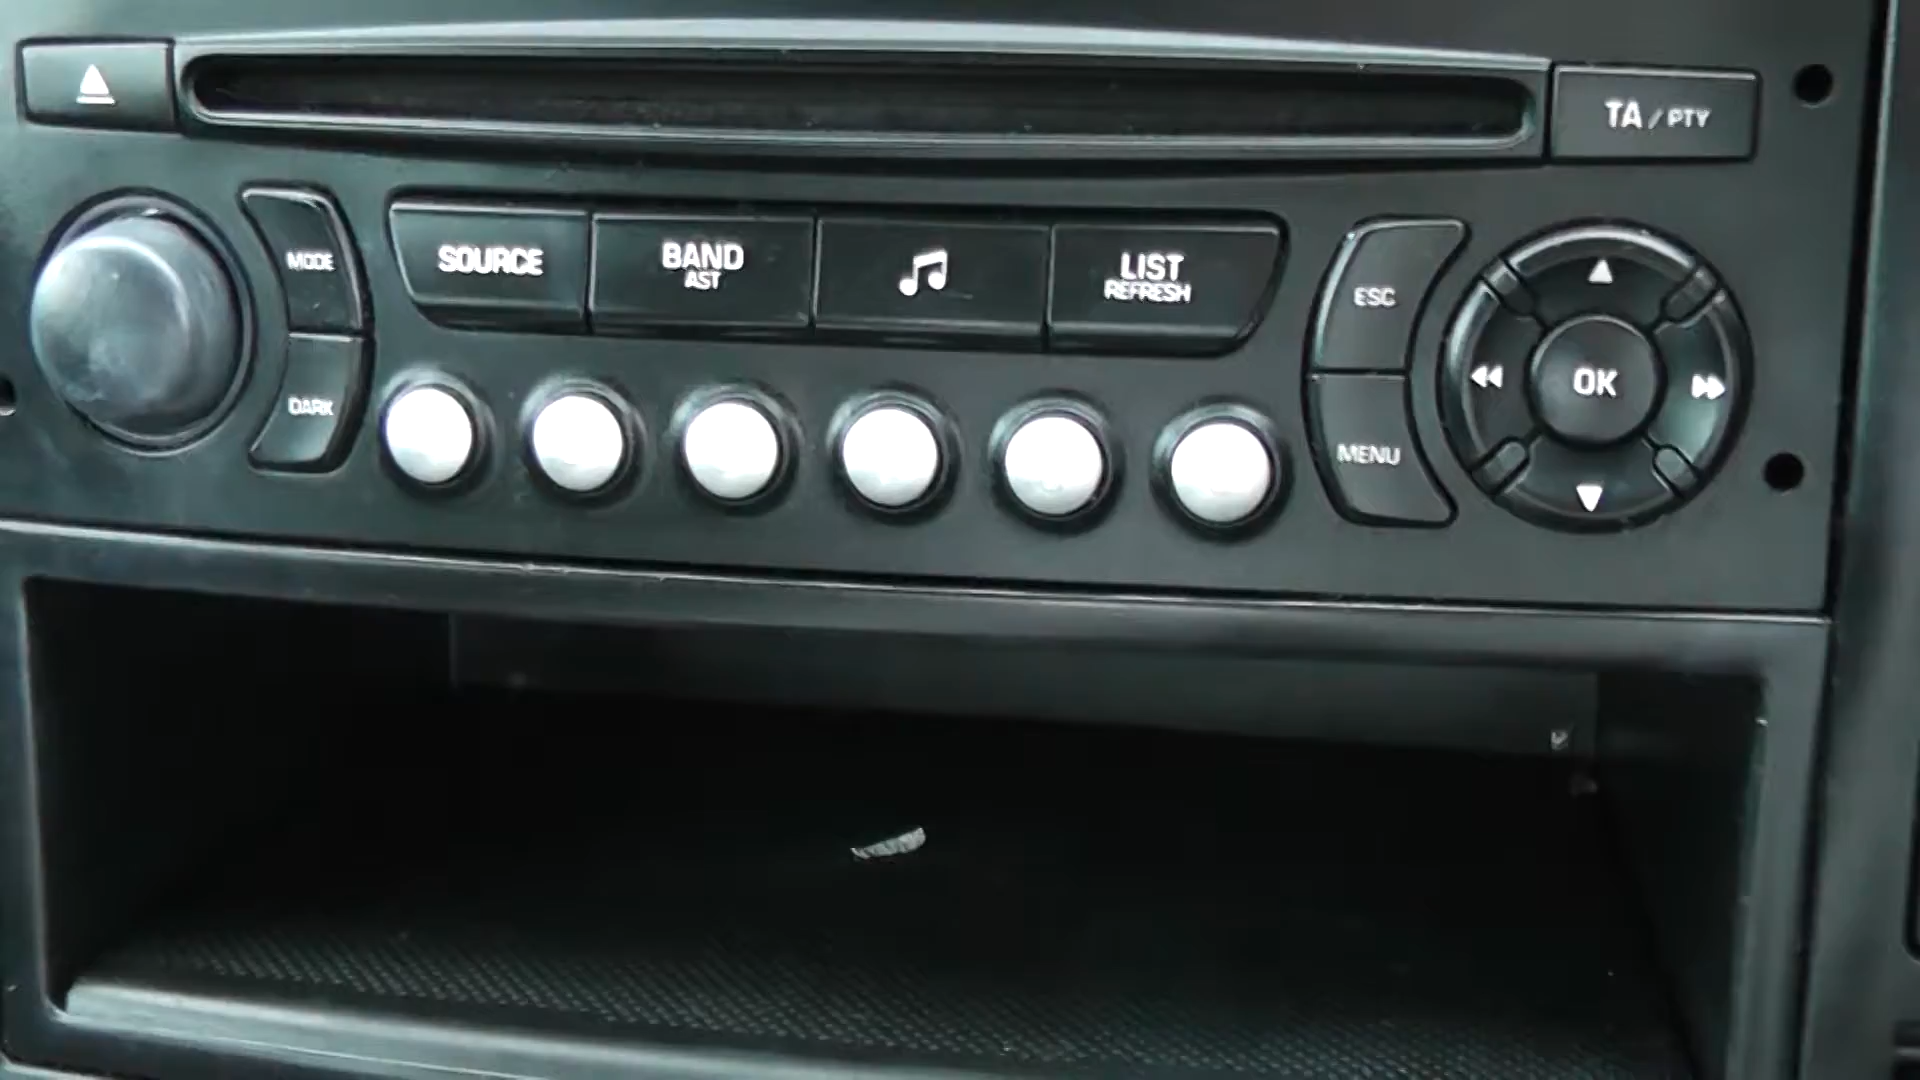 TA / PTY
MODE
SOURCE
BAND
AST
LIST
REFRESH
ESC
OK
DARK
MENU